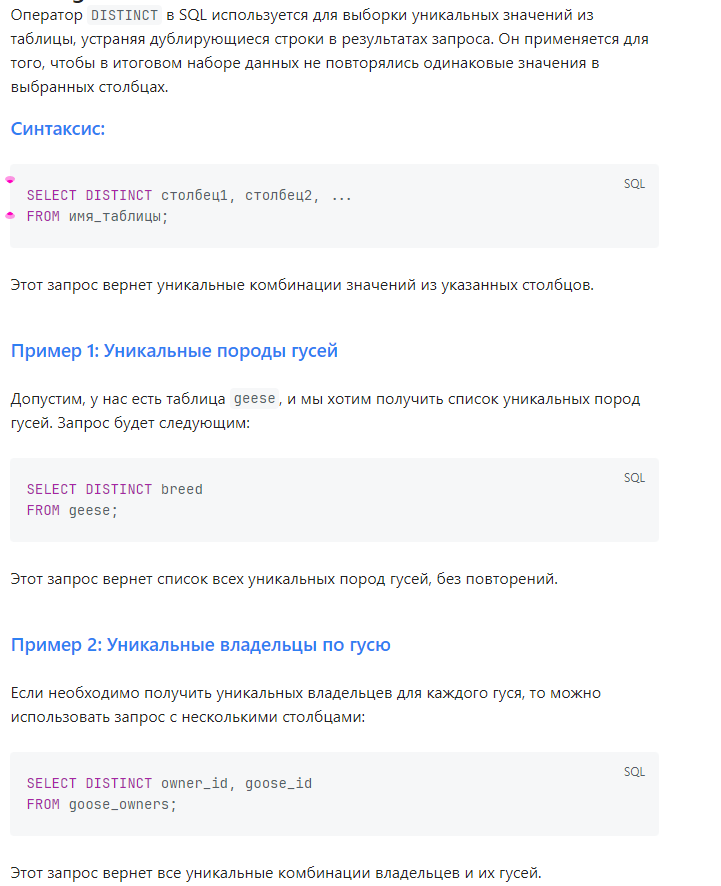 Оператор DISTINCT в SQL используется для выборки уникальных значений из
таблицы, устраняя дублирующиеся строки в результатах запроса. Он применяется для
того, чтобы в итоговом наборе данных не повторялись одинаковые значения в
выбранных столбцах.
Синтаксис:
SQL
SELECT DISTINCT столбец1, столбец2, ...
FROM имя_таблицы;
Этот запрос вернет уникальные комбинации значений из указанных столбцов.
Пример 1: Уникальные породы гусей
Допустим, у нас есть таблица geese, и мы хотим получить список уникальных пород
гусей. Запрос будет следующим:
SQL
SELECT DISTINCT breed
FROM geese;
Этот запрос вернет список всех уникальных пород гусей, без повторений.
Пример 2: Уникальные владельцы по гусю
Если необходимо получить уникальных владельцев для каждого гуся, то можно
использовать запрос с несколькими столбцами:
SQL
SELECT DISTINCT owner_id, goose_id
FROM goose_owners;
Этот запрос вернет все уникальные комбинации владельцев и их гусей.